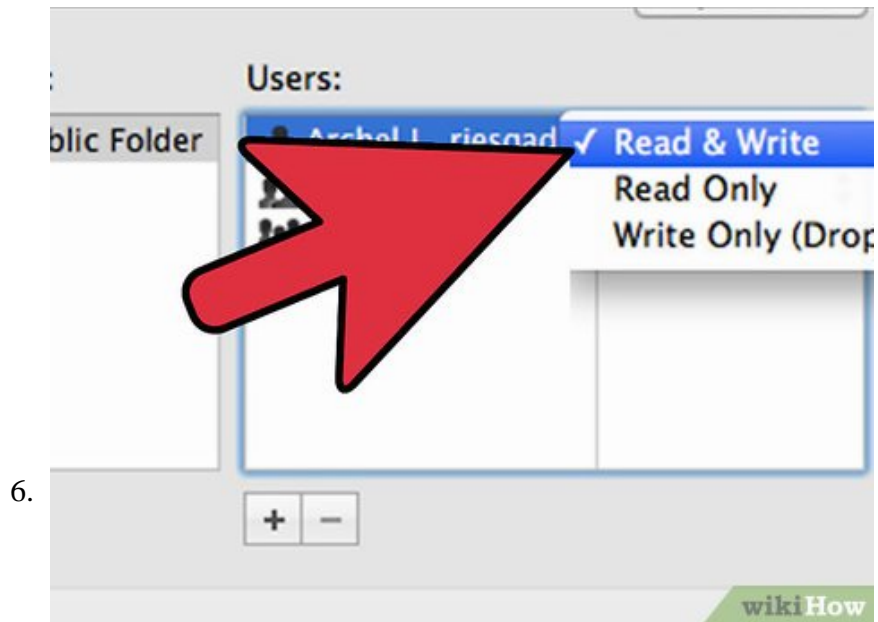 Users:
blic Folder
Read & Write
Read Only
Write Only (Drop
6.
wikiHow